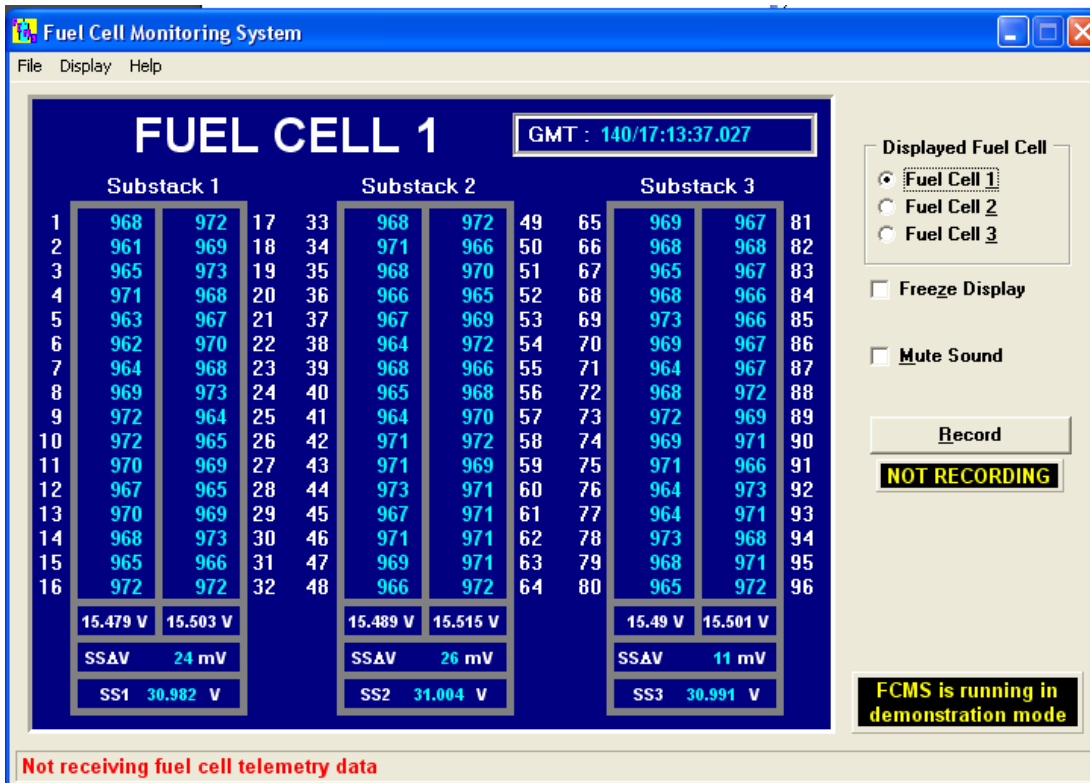 Fuel Cell Monitoring System
File Display Help
FUEL CELL 1
GMT : 140/17:13:37.027
Substack 1 Substack 2 Substack 3
1 968 972 17 33 968 972 49 65 969 967 81
2 961 969 18 34 971 966 50 66 968 968 82
3 965 973 19 35 968 970 51 67 965 967 83
4 971 968 20 36 966 965 52 68 968 966 84
5 963 967 21 37 967 969 53 69 973 966 85
6 962 970 22 38 964 972 54 70 969 967 86
7 964 968 23 39 968 966 55 71 964 967 87
8 969 973 24 40 965 968 56 72 968 972 88
9 972 964 25 41 964 970 57 73 972 969 89
10 972 965 26 42 971 972 58 74 969 971 90
11 970 969 27 43 971 969 59 75 971 966 91
12 967 965 28 44 973 971 60 76 964 973 92
13 970 969 29 45 967 971 61 77 964 971 93
14 968 973 30 46 971 971 62 78 973 968 94
15 965 966 31 47 969 971 63 79 968 971 95
16 972 972 32 48 966 972 64 80 965 972 96
15.479 V 15.503 V 15.489 V 15.515 V 15.49 V 15.501 V
SSΔV 24 mV SSΔV 26 mV SSΔV 11 mV
SS1 30.982 V SS2 31.004 V SS3 30.991 V
Displayed Fuel Cell
Fuel Cell 1
Fuel Cell 2
Fuel Cell 3
Freeze Display
Mute Sound
Record
NOT RECORDING
FCMS is running in
demonstration mode
Not receiving fuel cell telemetry data